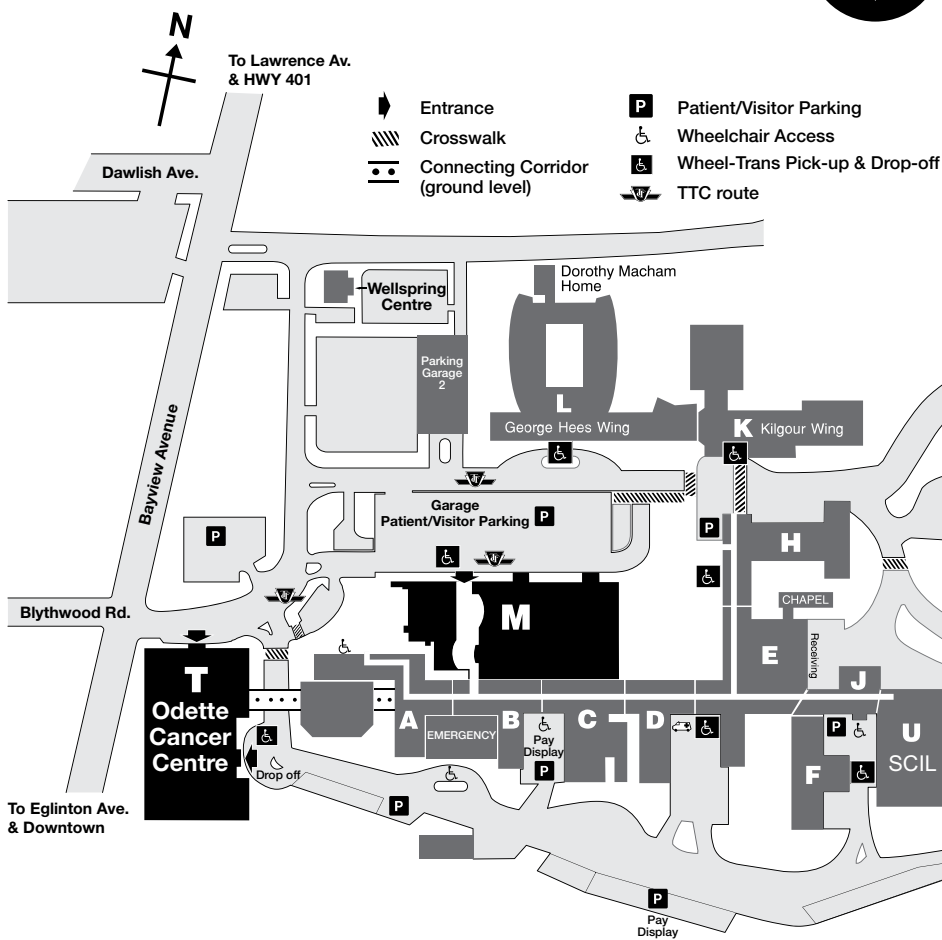 N
To Lawrence Av.
& HWY 401
Entrance
Crosswalk
Connecting Corridor
(ground level)
P
Patient/Visitor Parking
Wheelchair Access
Wheel-Trans Pick-up & Drop-off
TTC route
Dawlish Ave.
Wellspring
Centre
Dorothy Macham
Home
Parking
Garage
2
L
George Hees Wing
K Kilgour Wing
Bayview Avenue
Garage
Patient/Visitor Parking P
P
P
H
CHAPEL
Blythwood Rd.
M
E
Receiving
J
T
Odette
Cancer
Centre
Drop off
A
EMERGENCY
B
Pay
Display
P
C
I
D
P
F
U
SCIL
To Eglinton Ave.
& Downtown
P
P
Pay
Display